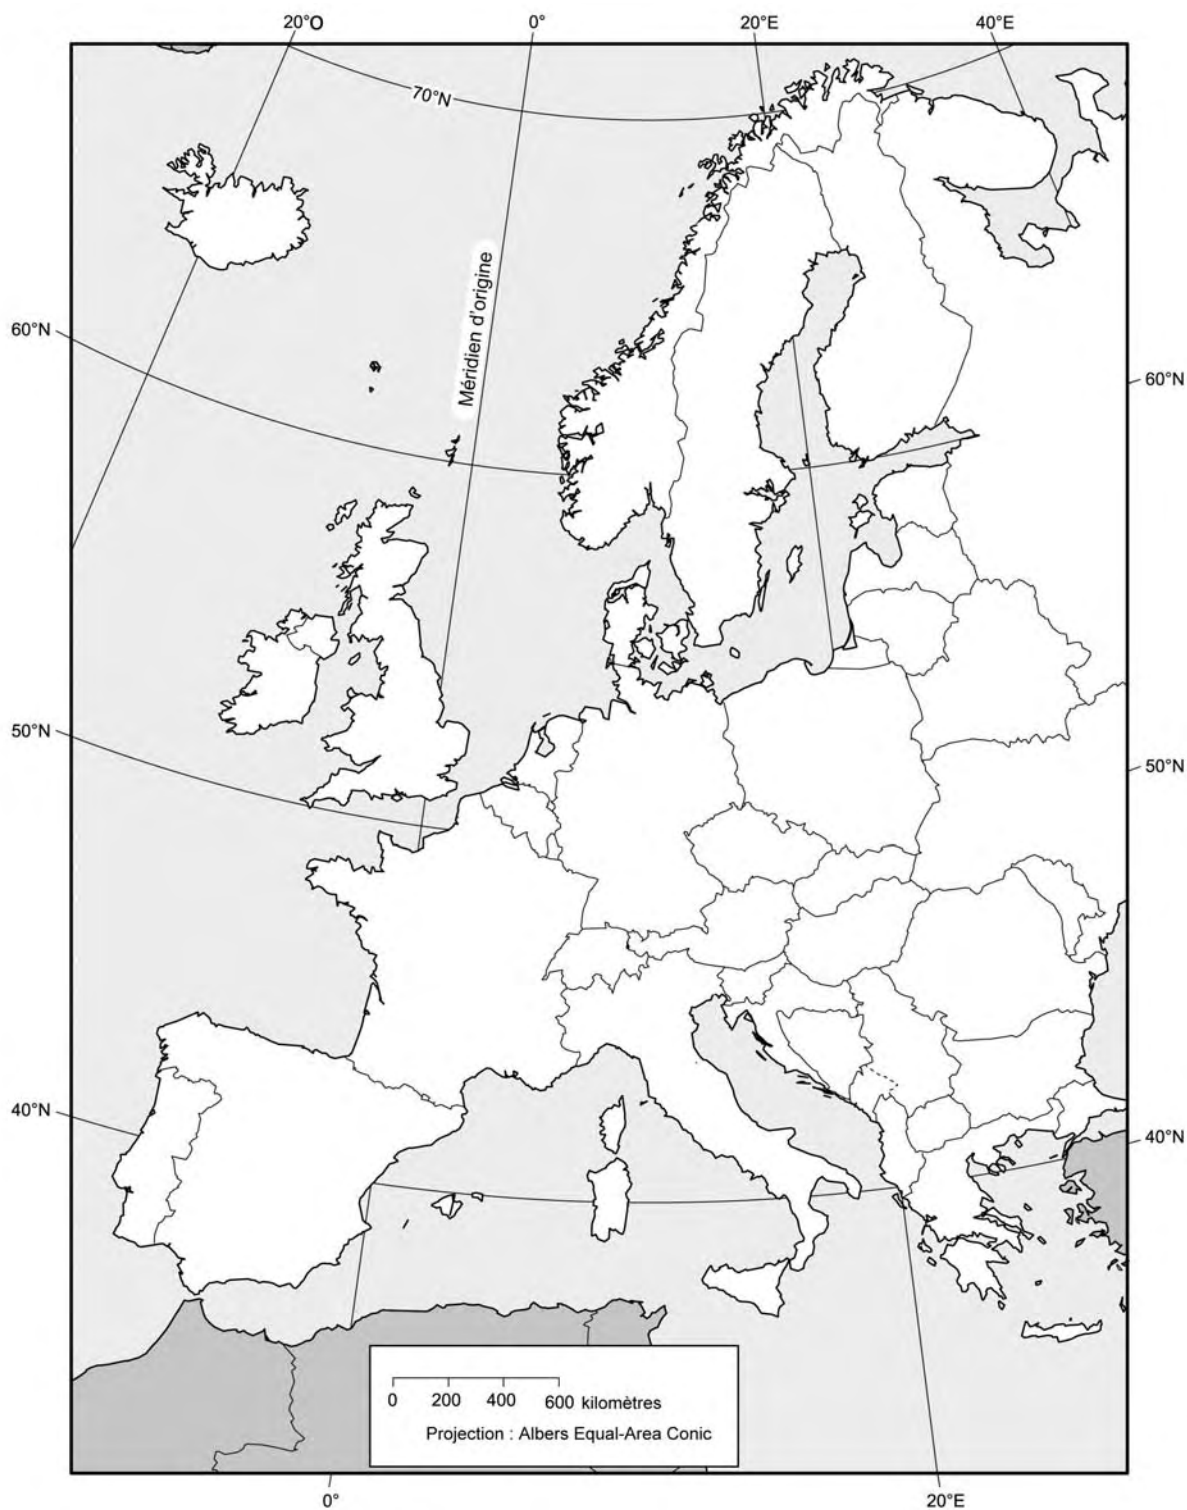 20°O
0°
20°E
40°E
70°N
Méridien d'origine
60°N
60°N
50°N
50°N
40°N
40°N
0 200 400 600 kilomètres
Projection : Albers Equal-Area Conic
0°
20°E